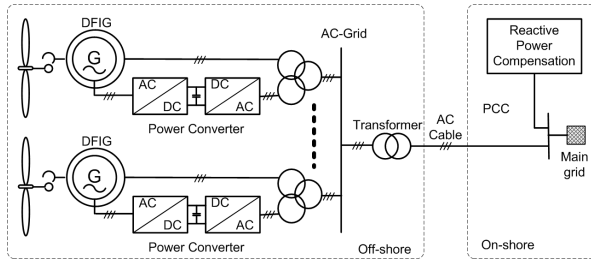 DFIG
G
AC
DC
DC
AC
Power Converter
DFIG
G
AC
DC
DC
AC
Power Converter
AC-Grid
Transformer
Off-shore
AC
Cable
Reactive
Power
Compensation
PCC
Main
grid
On-shore